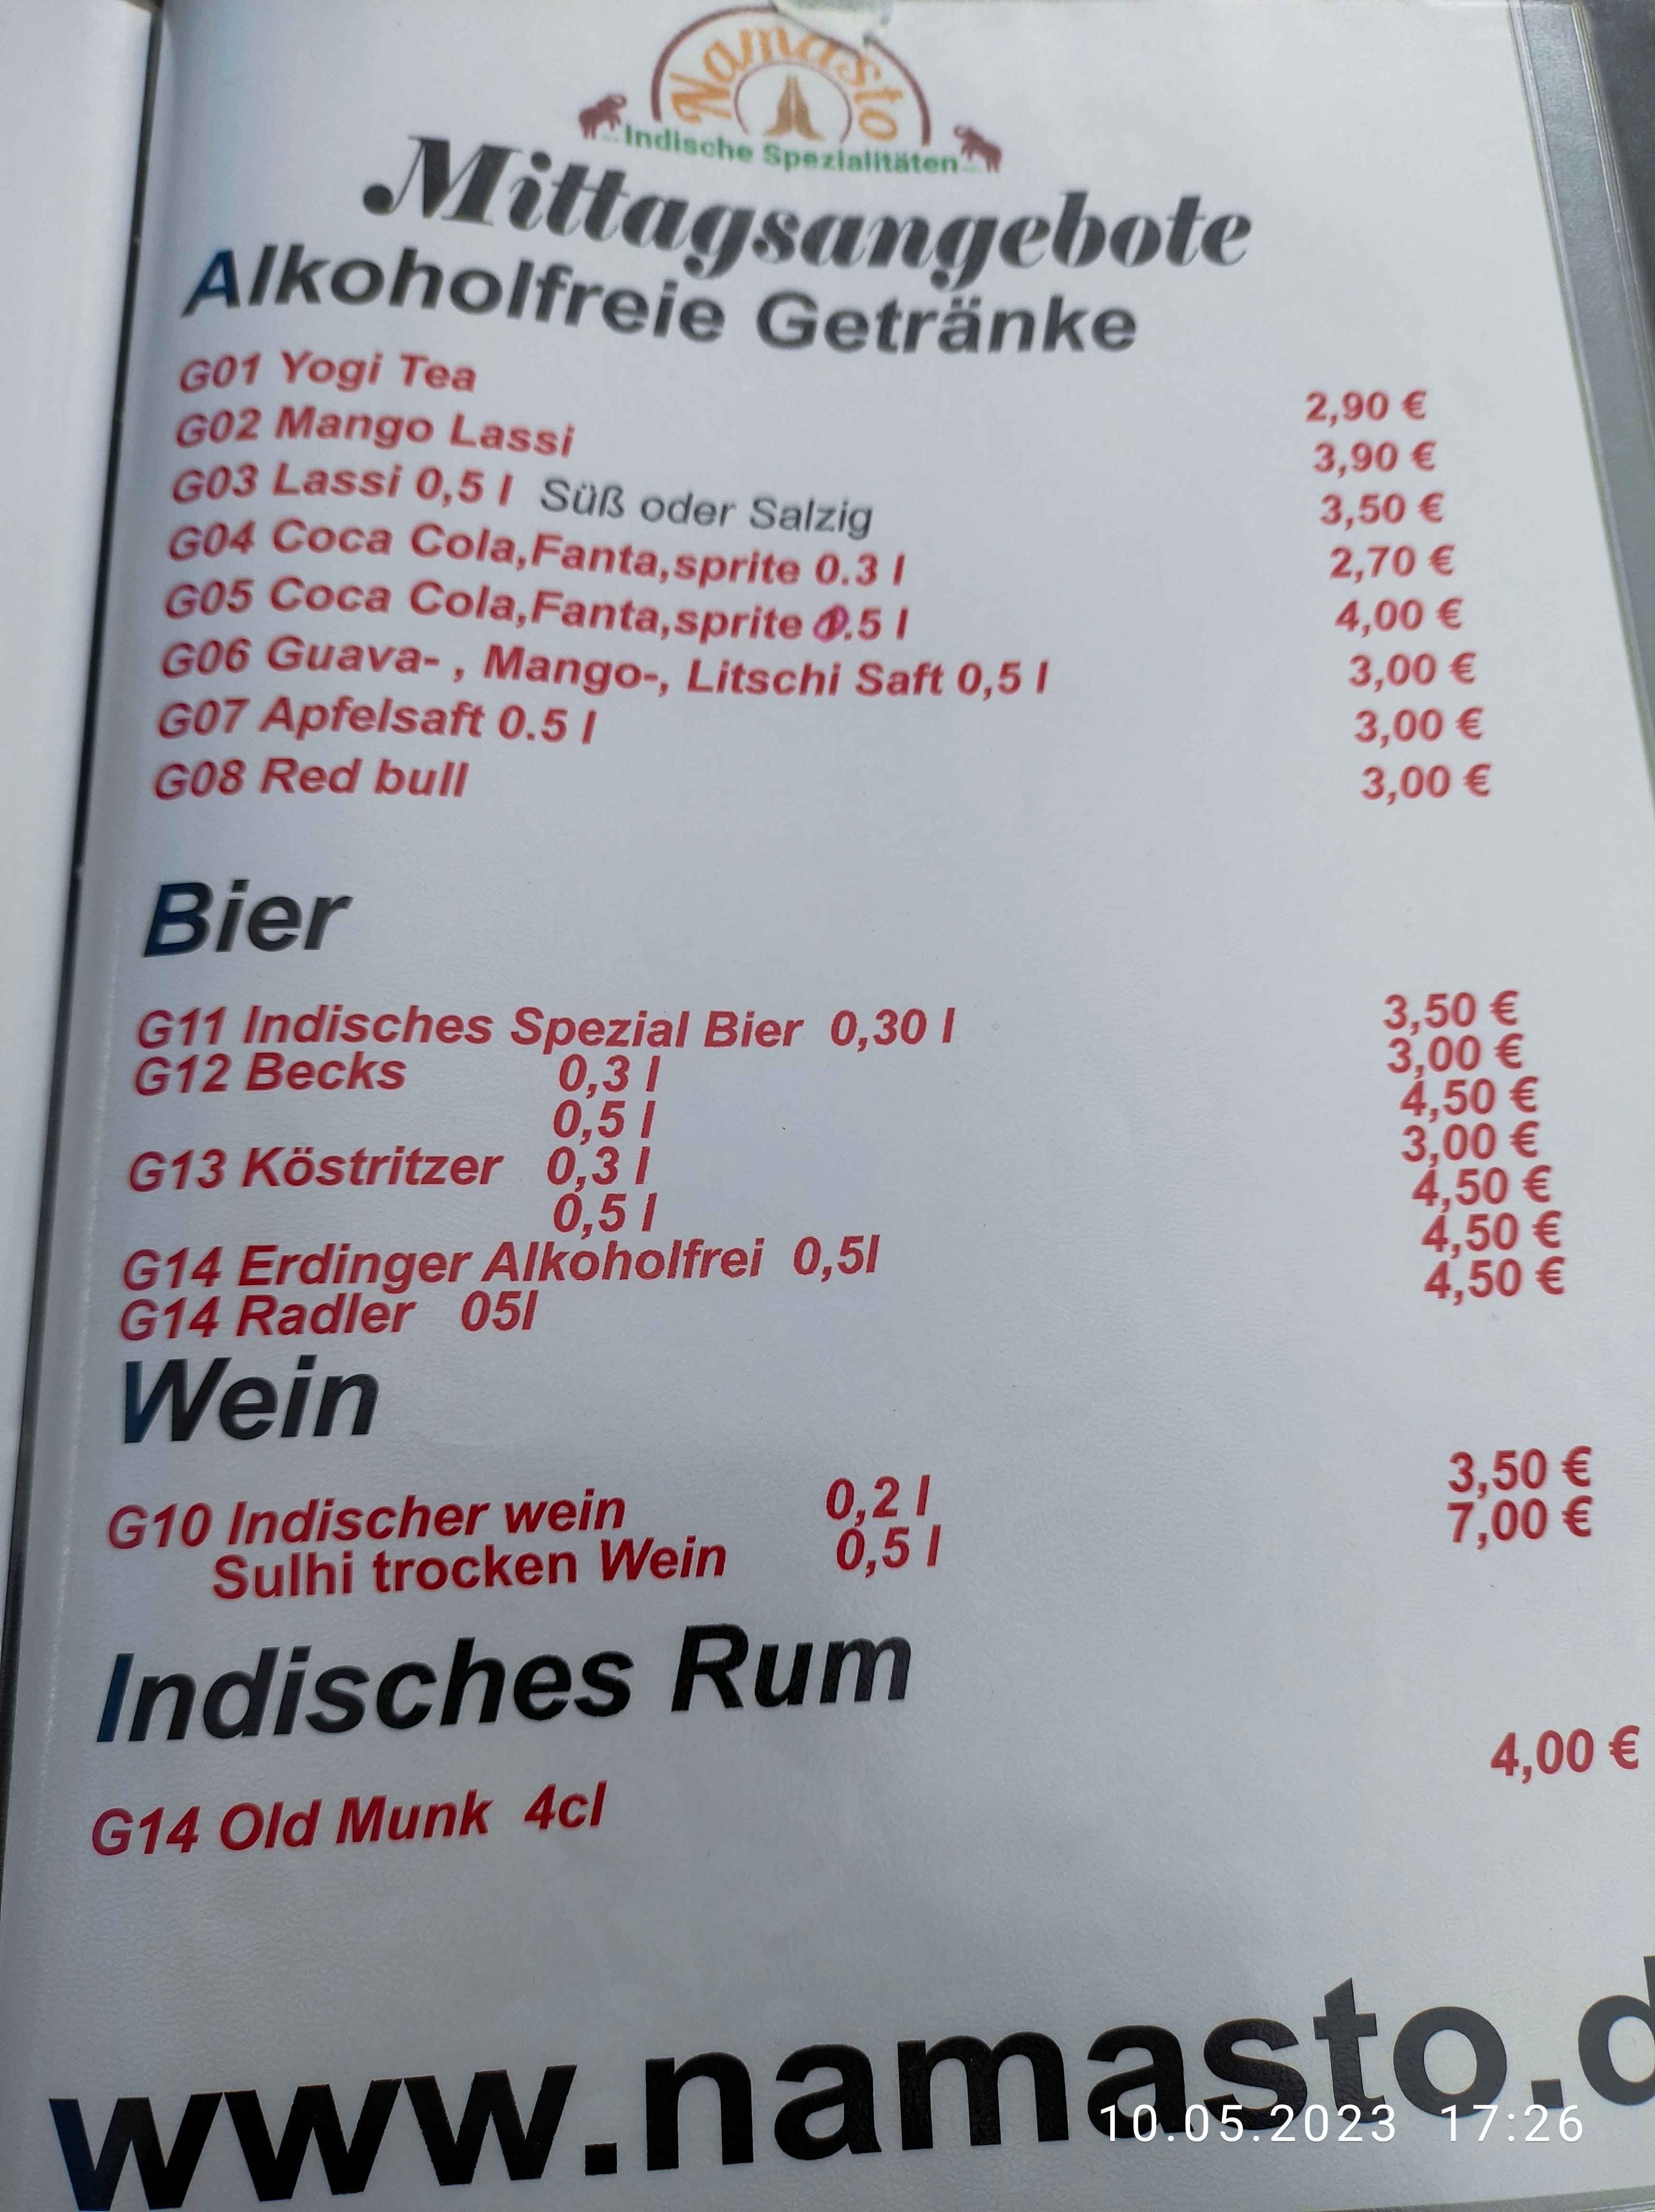 Namasto
Indische Spezialitäten
Mittagsangebote
Alkoholfreie Getränke
G01 Yogi Tea 2,90 €
G02 Mango Lassi 3,90 €
G03 Lassi 0,5 l Süß oder Salzig 3,50 €
G04 Coca Cola,Fanta,sprite 0.3 l 2,70 €
G05 Coca Cola,Fanta,sprite 0.5 l 4,00 €
G06 Guava- , Mango-, Litschi Saft 0,5 l 3,00 €
G07 Apfelsaft 0.5 l 3,00 €
G08 Red bull 3,00 €
Bier
G11 Indisches Spezial Bier 0,30 l 3,50 €
G12 Becks 0,3 l 3,00 €
0,5 l 4,50 €
G13 Köstritzer 0,3 l 3,00 €
0,5 l 4,50 €
G14 Erdinger Alkoholfrei 0,5l 4,50 €
G14 Radler 05l 4,50 €
Wein
G10 Indischer wein 0,2 l 3,50 €
Sulhi trocken Wein 0,5 l 7,00 €
Indisches Rum
G14 Old Munk 4cl 4,00 €
www.namasto.d
10.05.2023 17:26